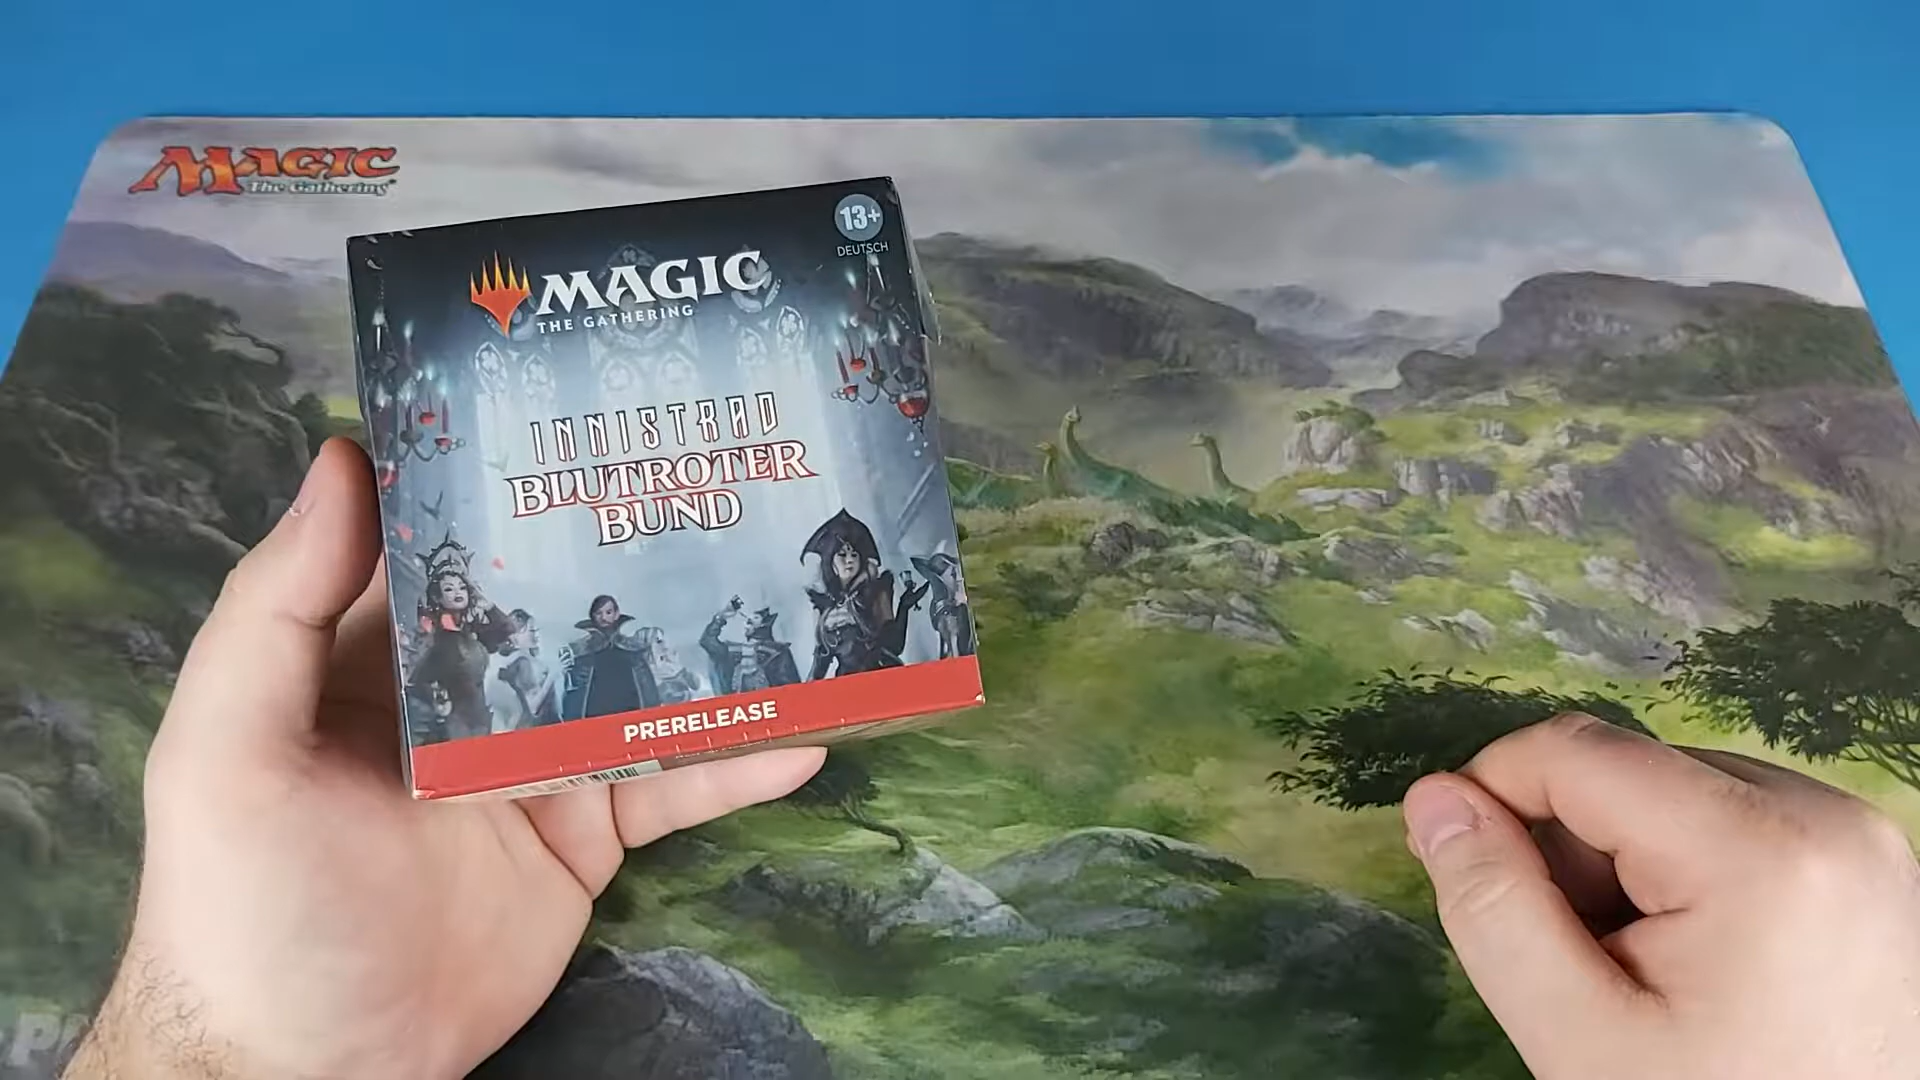 MAGIC
The Gathering
13+
DEUTSCH
MAGIC
THE GATHERING
INNISTRAD
BLUTROTER
BUND
PRERELEASE